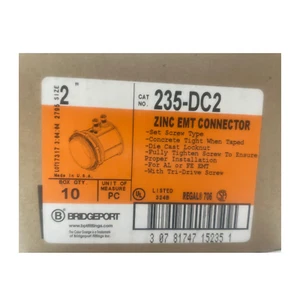 2"
SIZE
CAT NO. 235-DC2
ZINC EMT CONNECTOR
-Set Screw Type
-Concrete Tight When Taped
-Die Cast Locknut
-Fully Tighten Screw To Ensure
Proper Installation
-For Al or FE EMT
-With Tri-Drive Screw
Made in U.S.A.
BOX QTY.
10
UNIT OF MEASURE
PC
LISTED
BRIDGEPORT
3 07 81747 15235 1